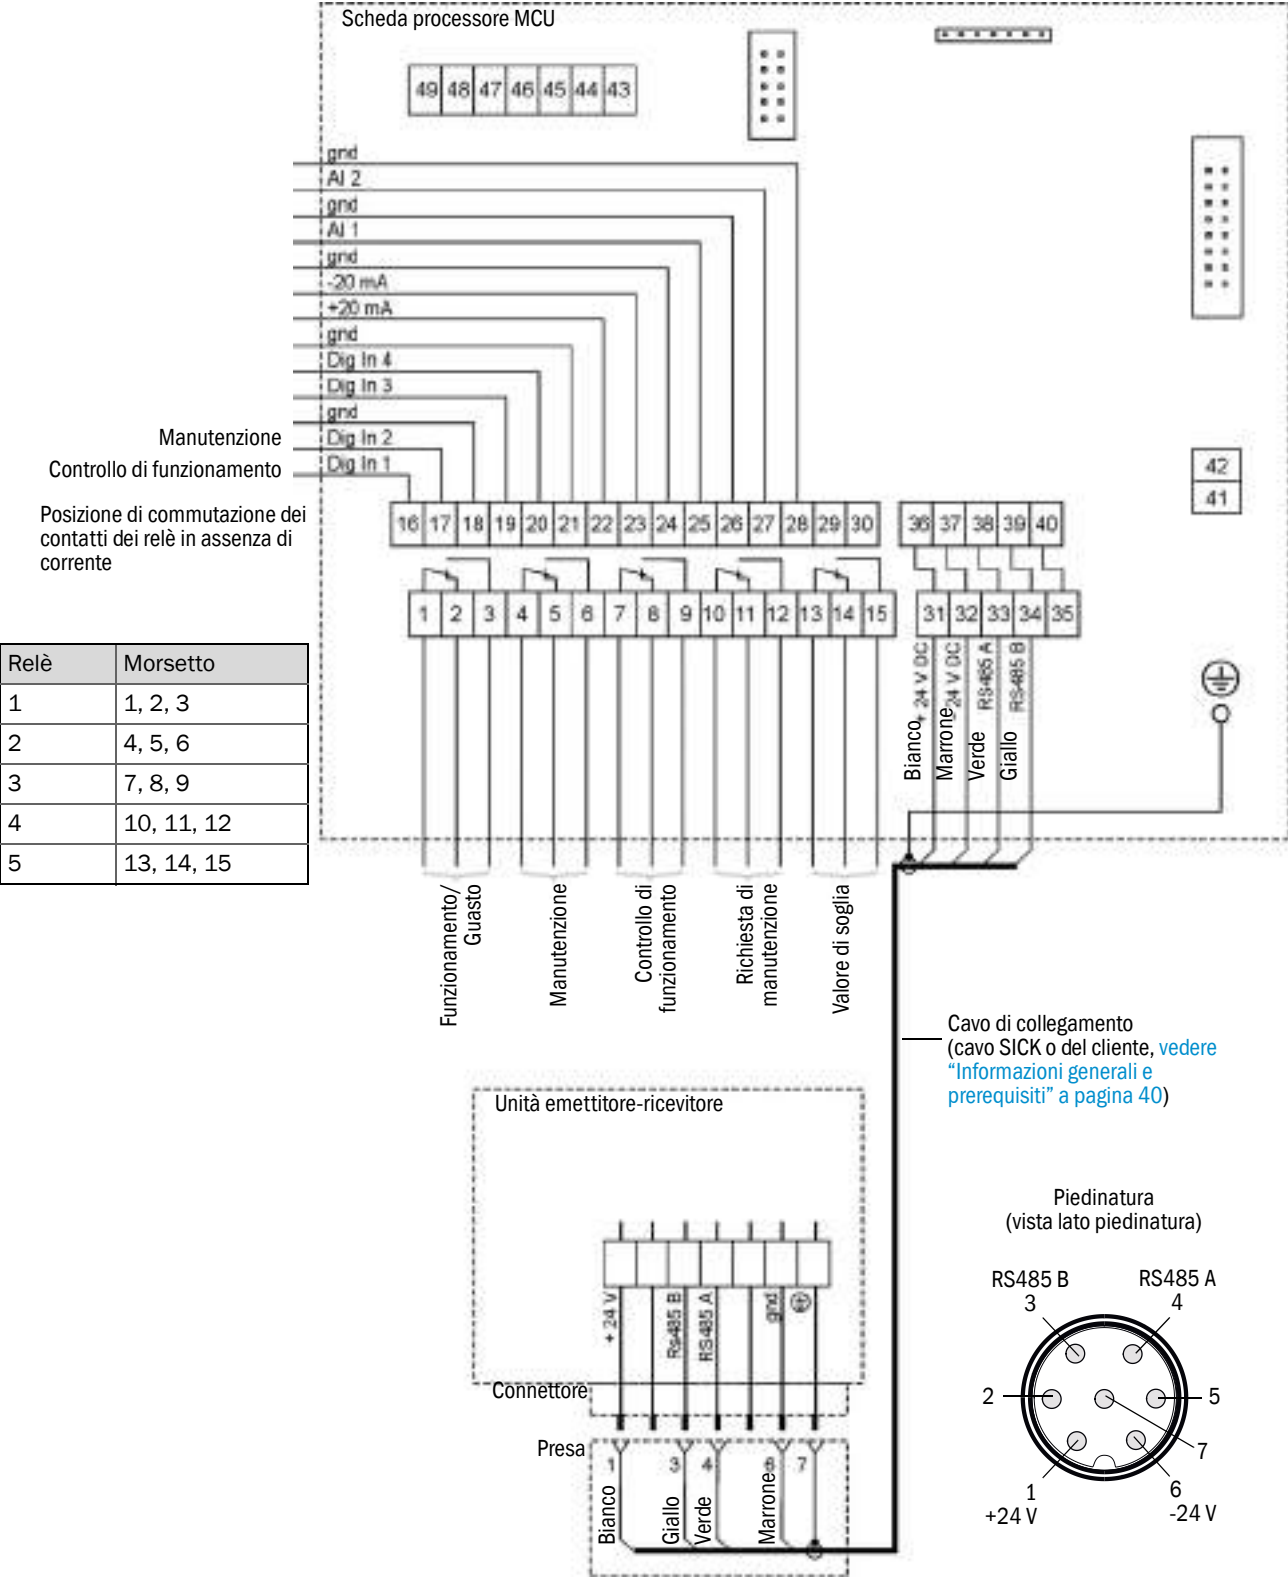 Scheda processore MCU
49 48 47 46 45 44 43
gnd
AI 2
gnd
AI 1
gnd
-20 mA
+20 mA
gnd
Dig In 4
Dig In 3
gnd
Manutenzione
Dig In 2
Controllo di funzionamento
Dig In 1
42
41
Posizione di commutazione dei
contatti dei relè in assenza di
corrente
16 17 18 19 20 21 22 23 24 25 26 27 28 29 30
36 37 38 39 40
1 2 3 4 5 6 7 8 9 10 11 12 13 14 15
31 32 33 34 35
Relè Morsetto
1 1, 2, 3
2 4, 5, 6
3 7, 8, 9
4 10, 11, 12
5 13, 14, 15
+ 24 V DC
-24 V DC
RS485 A
RS485 B
Bianco
Marrone
Verde
Giallo
Funzionamento/
Guasto
Manutenzione
Controllo di
funzionamento
Richiesta di
manutenzione
Valore di soglia
Cavo di collegamento
(cavo SICK o del cliente, vedere
“Informazioni generali e
prerequisiti” a pagina 40)
Unità emettitore-ricevitore
+ 24 V
Rs485 B
RS485 A
gnd
Connettore
Presa
1 3 4 6 7
Bianco
Giallo
Verde
Marrone
Piedinatura
(vista lato piedinatura)
RS485 B
3
RS485 A
4
2
5
7
1
+24 V
6
-24 V